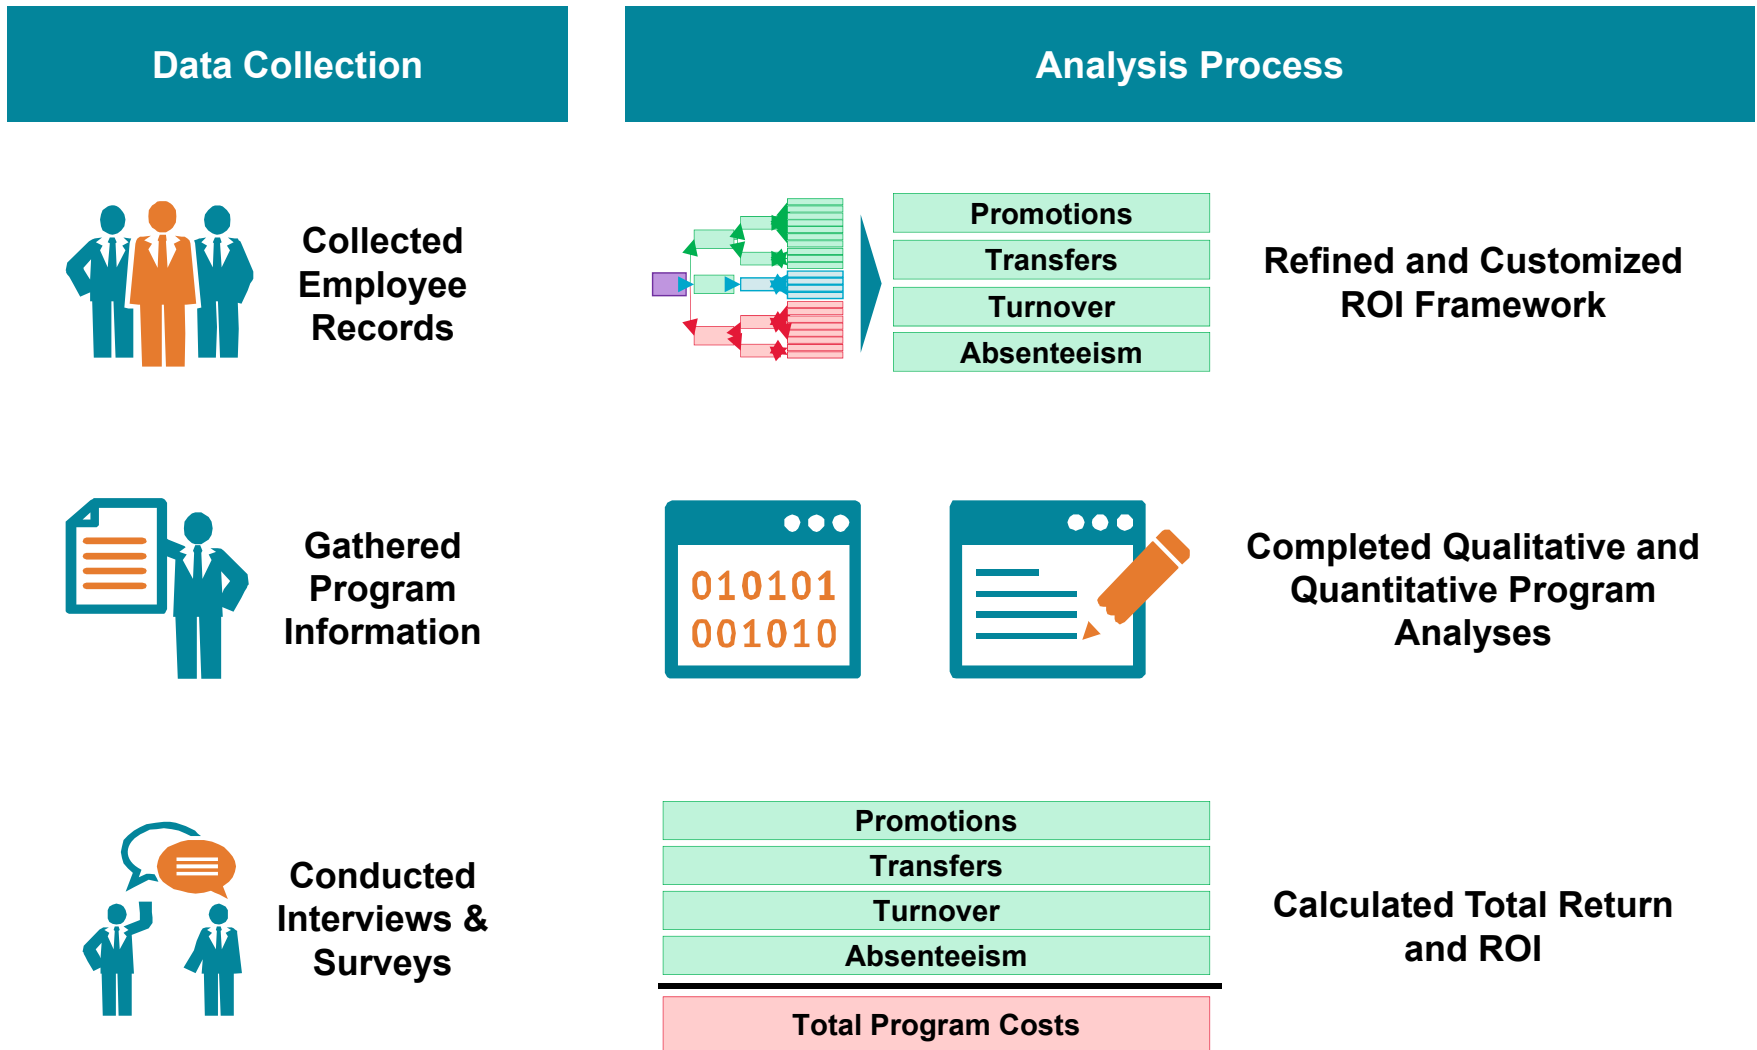 Data Collection
Analysis Process
Collected
Employee
Records
Promotions
Transfers
Turnover
Absenteeism
Refined and Customized
ROI Framework
Gathered
Program
Information
010101
001010
Completed Qualitative and
Quantitative Program
Analyses
Conducted
Interviews &
Surveys
Promotions
Transfers
Turnover
Absenteeism
Total Program Costs
Calculated Total Return
and ROI